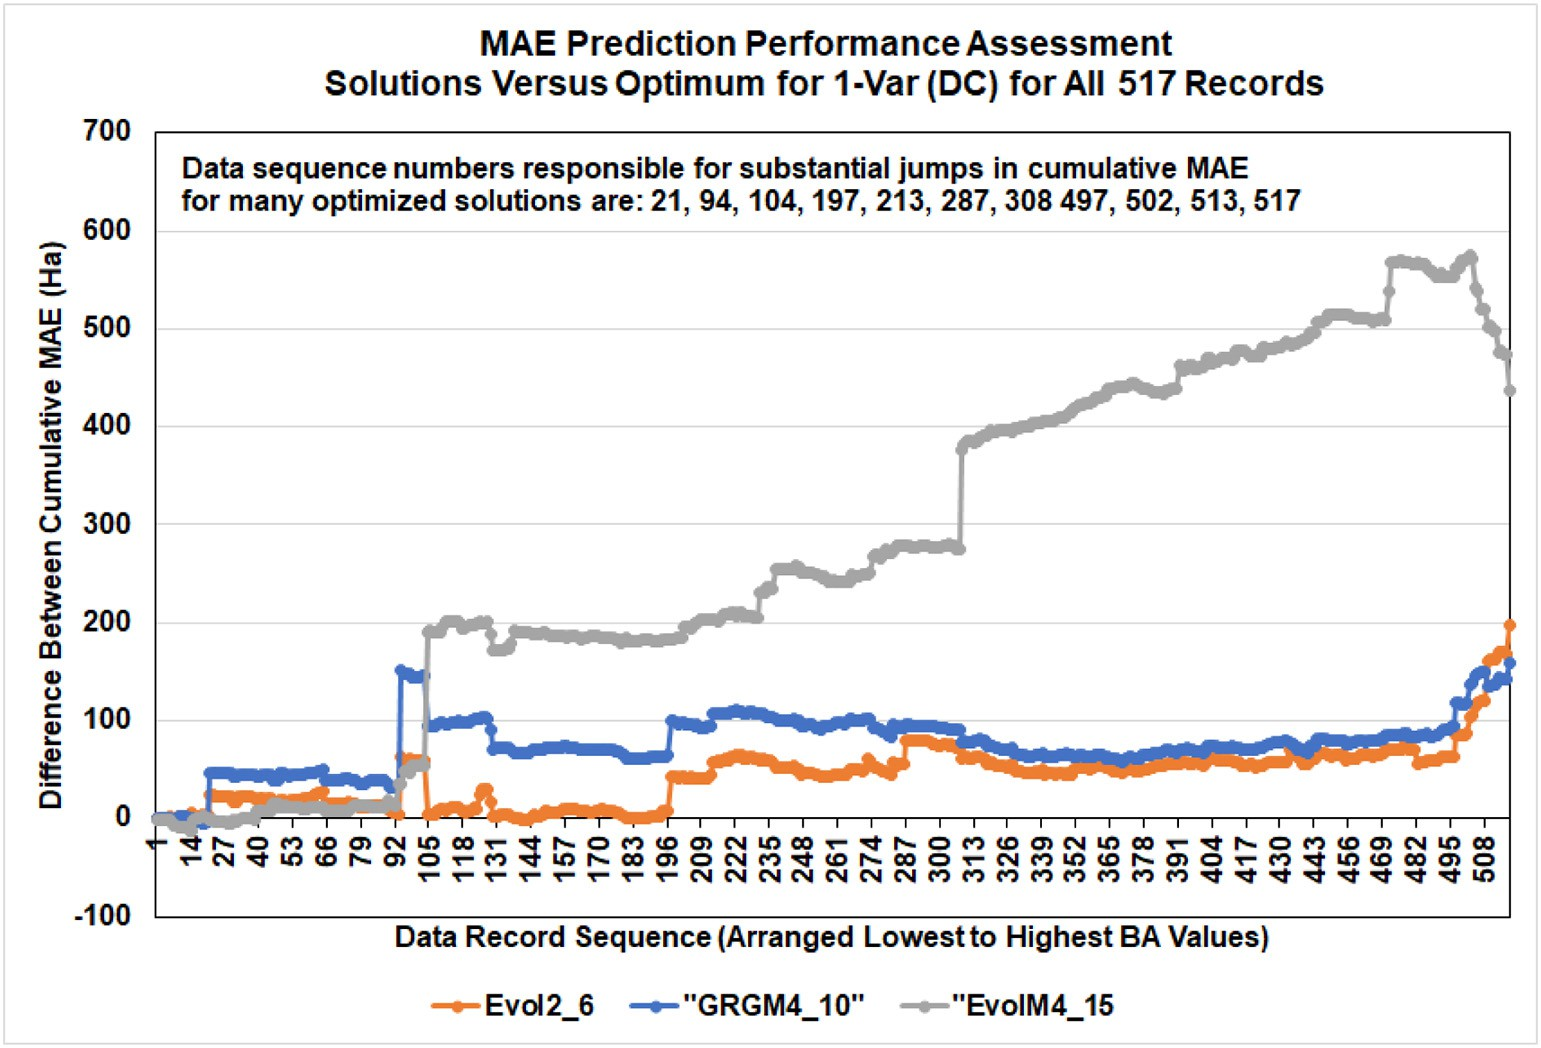 MAE Prediction Performance Assessment
Solutions Versus Optimum for 1-Var (DC) for All 517 Records
Data sequence numbers responsible for substantial jumps in cumulative MAE
for many optimized solutions are: 21, 94, 104, 197, 213, 287, 308 497, 502, 513, 517
Difference Between Cumulative MAE (Ha)
700
600
500
400
300
200
100
0
-100
1 14 27 40 53 66 79 92 105 118 131 144 157 170 183 196 209 222 235 248 261 274 287 300 313 326 339 352 365 378 391 404 417 430 443 456 469 482 495 508
Data Record Sequence (Arranged Lowest to Highest BA Values)
Evol2_6 "GRGM4_10" "EvolM4_15